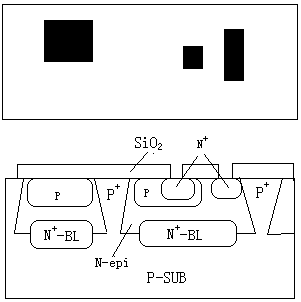 SiO₂
N⁺
P
P⁺
P
P⁺
N⁺-BL
N⁺-BL
N-epi
P-SUB